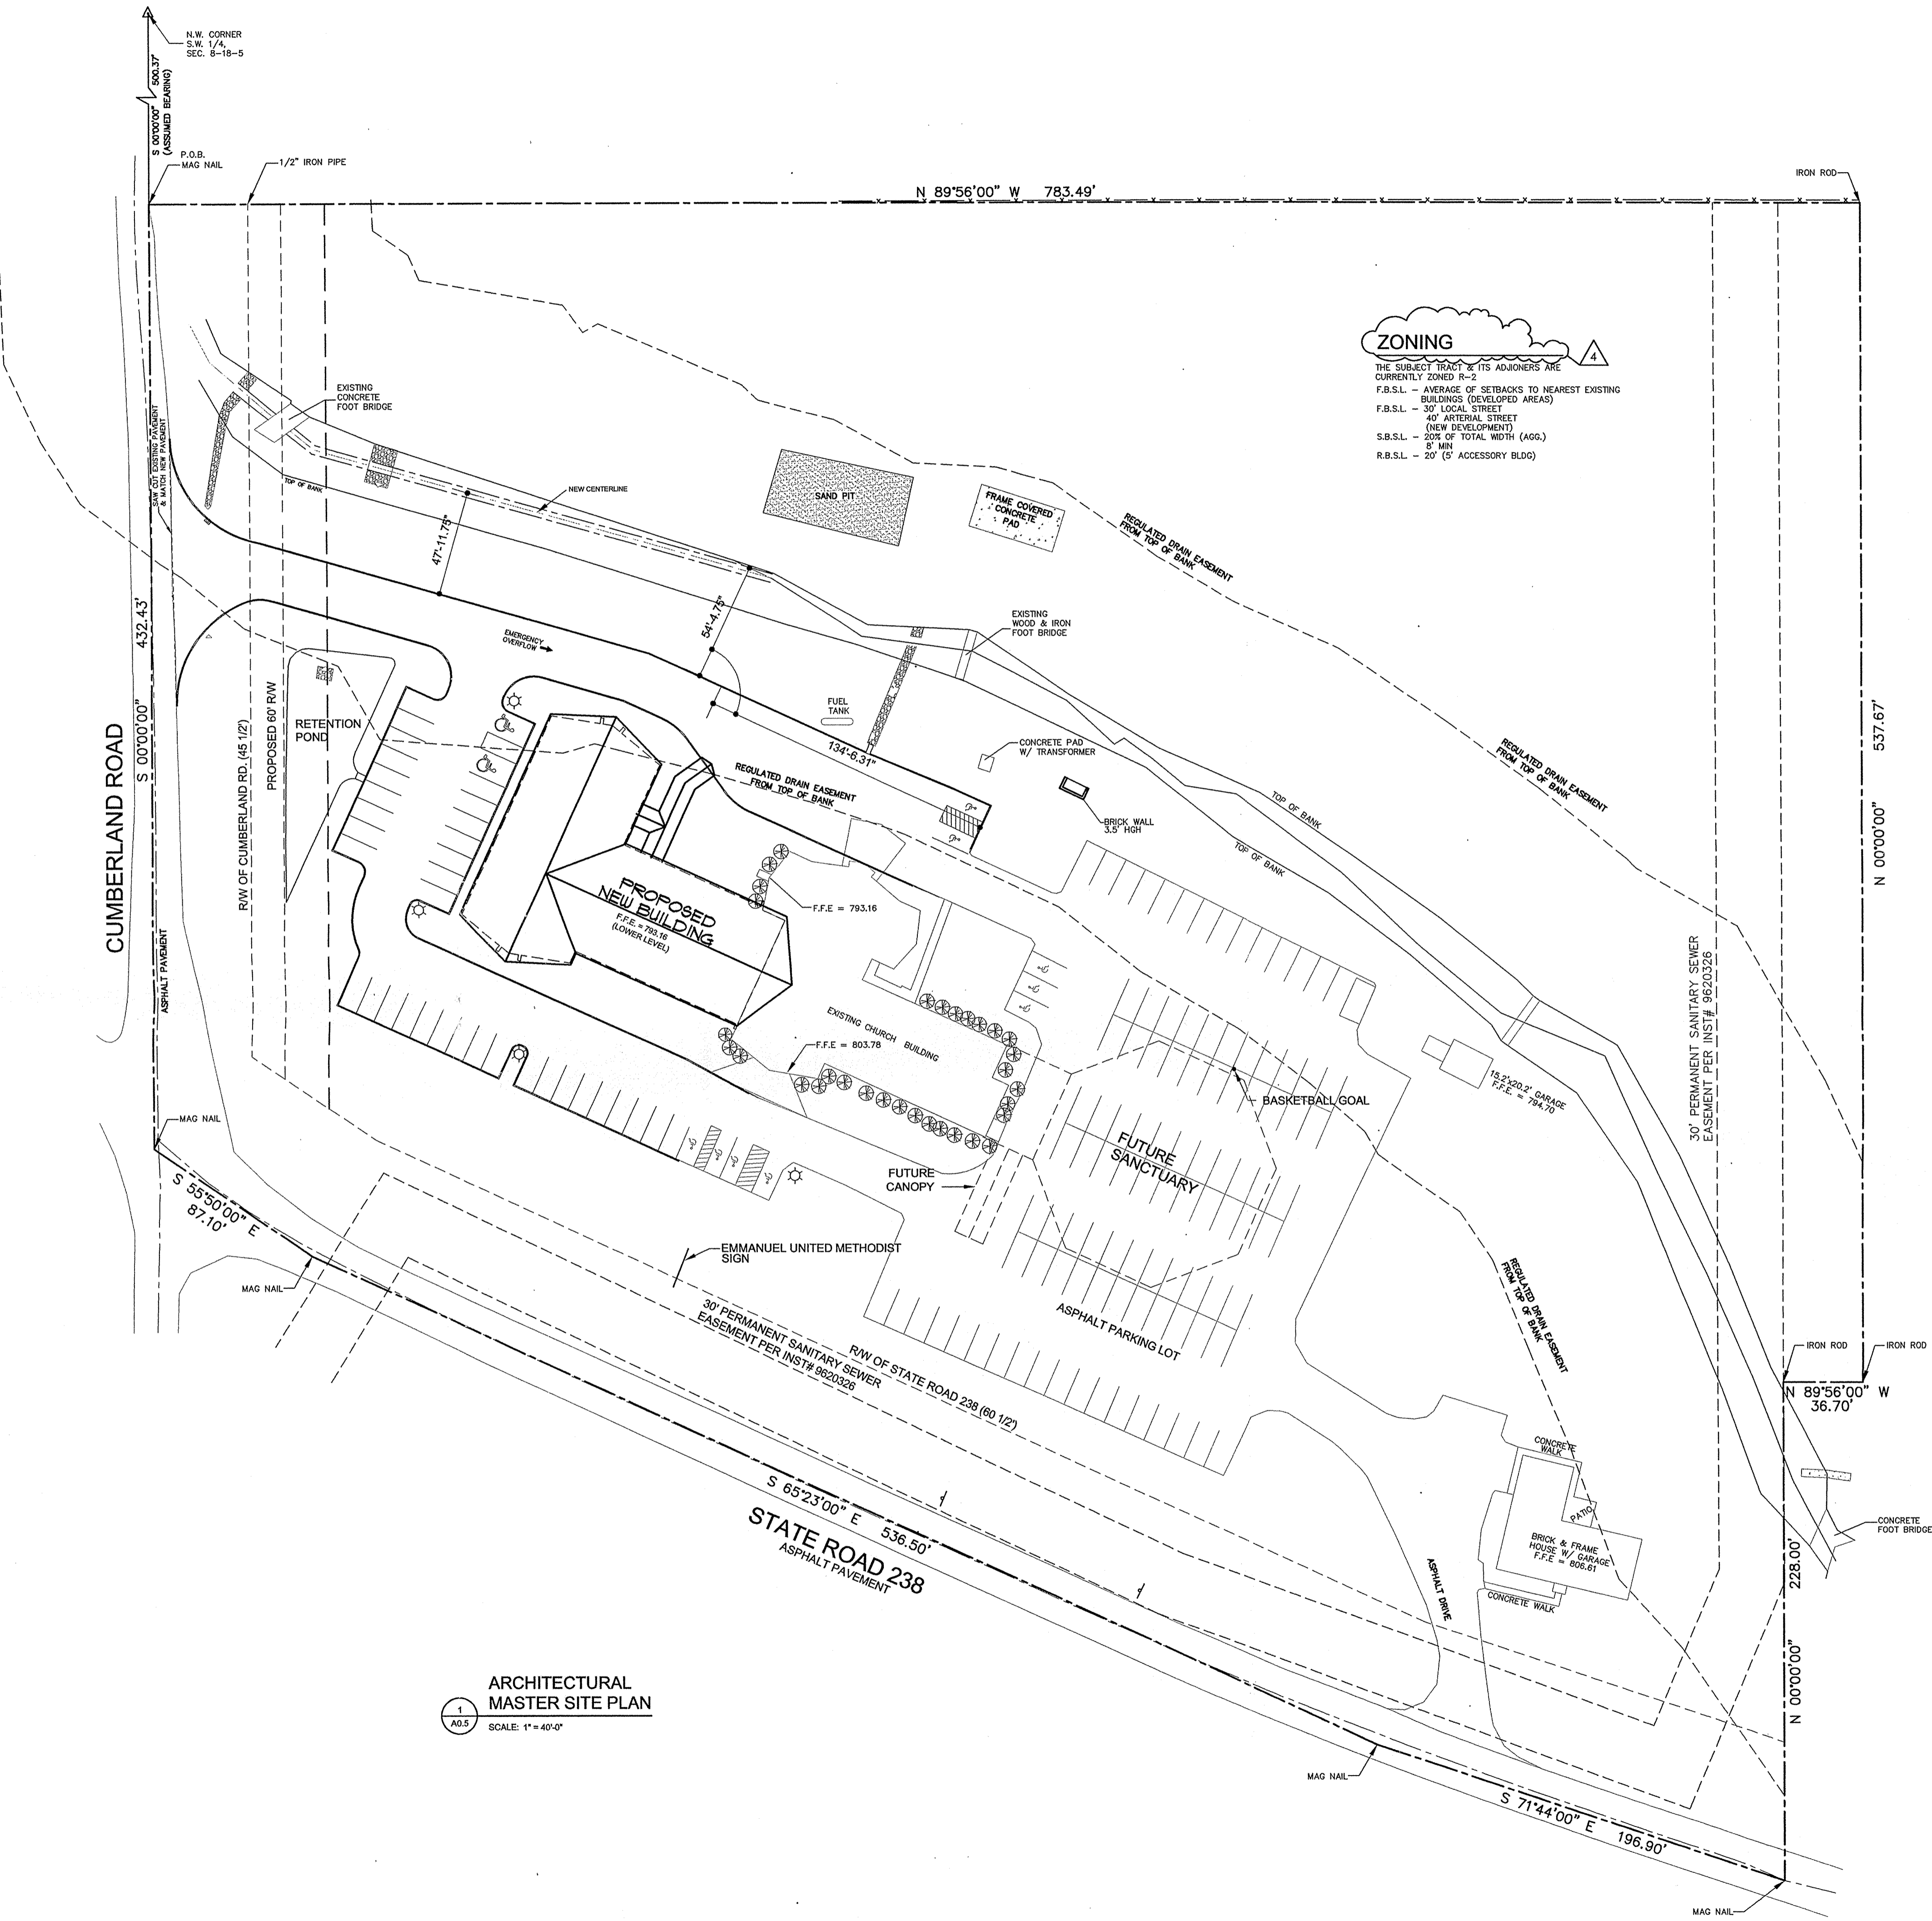 N.W. CORNER
S.W. 1/4,
SEC. 8-18-5
S 00°00'00" 500.37'
(ASSUMED BEARING)
P.O.B.
MAG NAIL
1/2" IRON PIPE
N 89°56'00" W 783.49'
IRON ROD
ZONING
4
THE SUBJECT TRACT & ITS ADJIONERS ARE
CURRENTLY ZONED R-2
F.B.S.L. - AVERAGE OF SETBACKS TO NEAREST EXISTING
BUILDINGS (DEVELOPED AREAS)
F.B.S.L. - 30' LOCAL STREET
40' ARTERIAL STREET
(NEW DEVELOPMENT)
S.B.S.L. - 20% OF TOTAL WIDTH (AGG.)
8' MIN
R.B.S.L. - 20' (5' ACCESSORY BLDG)
EXISTING
CONCRETE
FOOT BRIDGE
SAW CUT EXISTING PAVEMENT
& MATCH NEW PAVEMENT
TOP OF BANK
NEW CENTERLINE
SAND PIT
FRAME COVERED
CONCRETE
PAD
REGULATED DRAIN EASEMENT
FROM TOP OF BANK
47'-11.75"
54'-4.75"
EXISTING
WOOD & IRON
FOOT BRIDGE
EMERGENCY
OVERFLOW
CUMBERLAND ROAD
S 00°00'00" 432.43'
R/W OF CUMBERLAND RD. (45 1/2')
PROPOSED 60' R/W
RETENTION
POND
FUEL
TANK
134'-6.31"
CONCRETE PAD
W/ TRANSFORMER
REGULATED DRAIN EASEMENT
FROM TOP OF BANK
BRICK WALL
3.5' HGH
TOP OF BANK
TOP OF BANK
REGULATED DRAIN EASEMENT
FROM TOP OF BANK
N 00°00'00" 537.67'
PROPOSED
NEW BUILDING
F.F.E. = 793.16
(LOWER LEVEL)
F.F.E = 793.16
ASPHALT PAVEMENT
30' PERMANENT SANITARY SEWER
EASEMENT PER INST# 9620326
EXISTING CHURCH BUILDING
F.F.E = 803.78
15.2'x20.2' GARAGE
F.F.E. = 794.70
BASKETBALL GOAL
MAG NAIL
FUTURE
SANCTUARY
FUTURE
CANOPY
S 55°50'00" E
87.10'
MAG NAIL
EMMANUEL UNITED METHODIST
SIGN
30' PERMANENT SANITARY SEWER
EASEMENT PER INST# 9620326
R/W OF STATE ROAD 238 (60 1/2')
ASPHALT PARKING LOT
REGULATED DRAIN EASEMENT
FROM TOP OF BANK
IRON ROD
IRON ROD
N 89°56'00" W
36.70'
S 65°23'00" E 536.50'
STATE ROAD 238
ASPHALT PAVEMENT
CONCRETE
WALK
PATIO
BRICK & FRAME
HOUSE W/ GARAGE
F.F.E = 806.61
CONCRETE WALK
CONCRETE
FOOT BRIDGE
ASPHALT DRIVE
N 00°00'00" 228.00'
1
A0.5
ARCHITECTURAL
MASTER SITE PLAN
SCALE: 1" = 40'-0"
MAG NAIL
S 71°44'00" E 196.90'
MAG NAIL